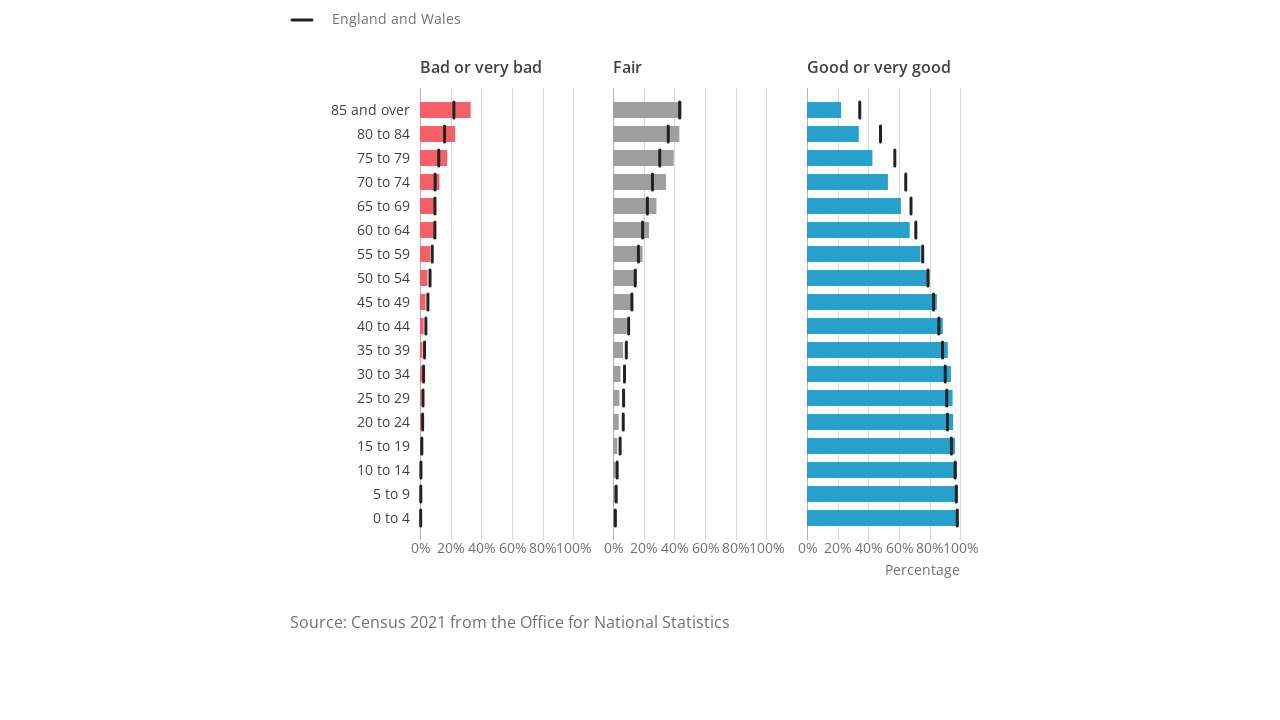 England and Wales
Bad or very bad Fair Good or very good
85 and over
80 to 84
75 to 79
70 to 74
65 to 69
60 to 64
55 to 59
50 to 54
45 to 49
40 to 44
35 to 39
30 to 34
25 to 29
20 to 24
15 to 19
10 to 14
5 to 9
0 to 4
0% 20% 40% 60% 80% 100% 0% 20% 40% 60% 80% 100% 0% 20% 40% 60% 80% 100%
Percentage
Source: Census 2021 from the Office for National Statistics